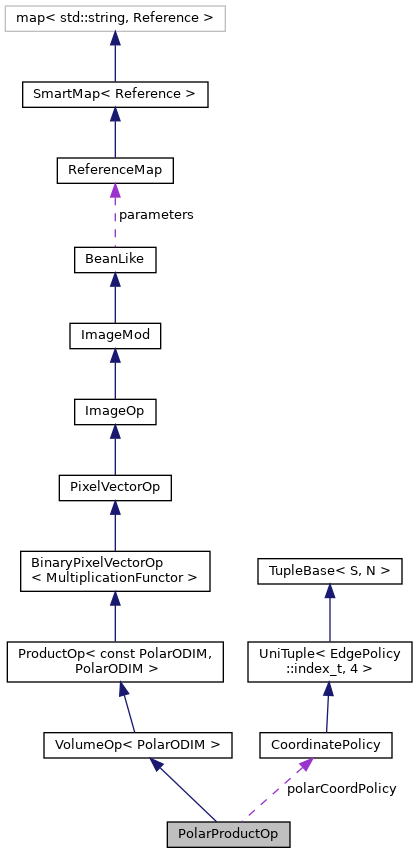 map< std::string, Reference >
SmartMap< Reference >
ReferenceMap
parameters
BeanLike
ImageMod
ImageOp
PixelVectorOp
BinaryPixelVectorOp
< MultiplicationFunctor >
TupleBase< S, N >
ProductOp< const PolarODIM,
PolarODIM >
UniTuple< EdgePolicy
::index_t, 4 >
VolumeOp< PolarODIM >
CoordinatePolicy
polarCoordPolicy
PolarProductOp